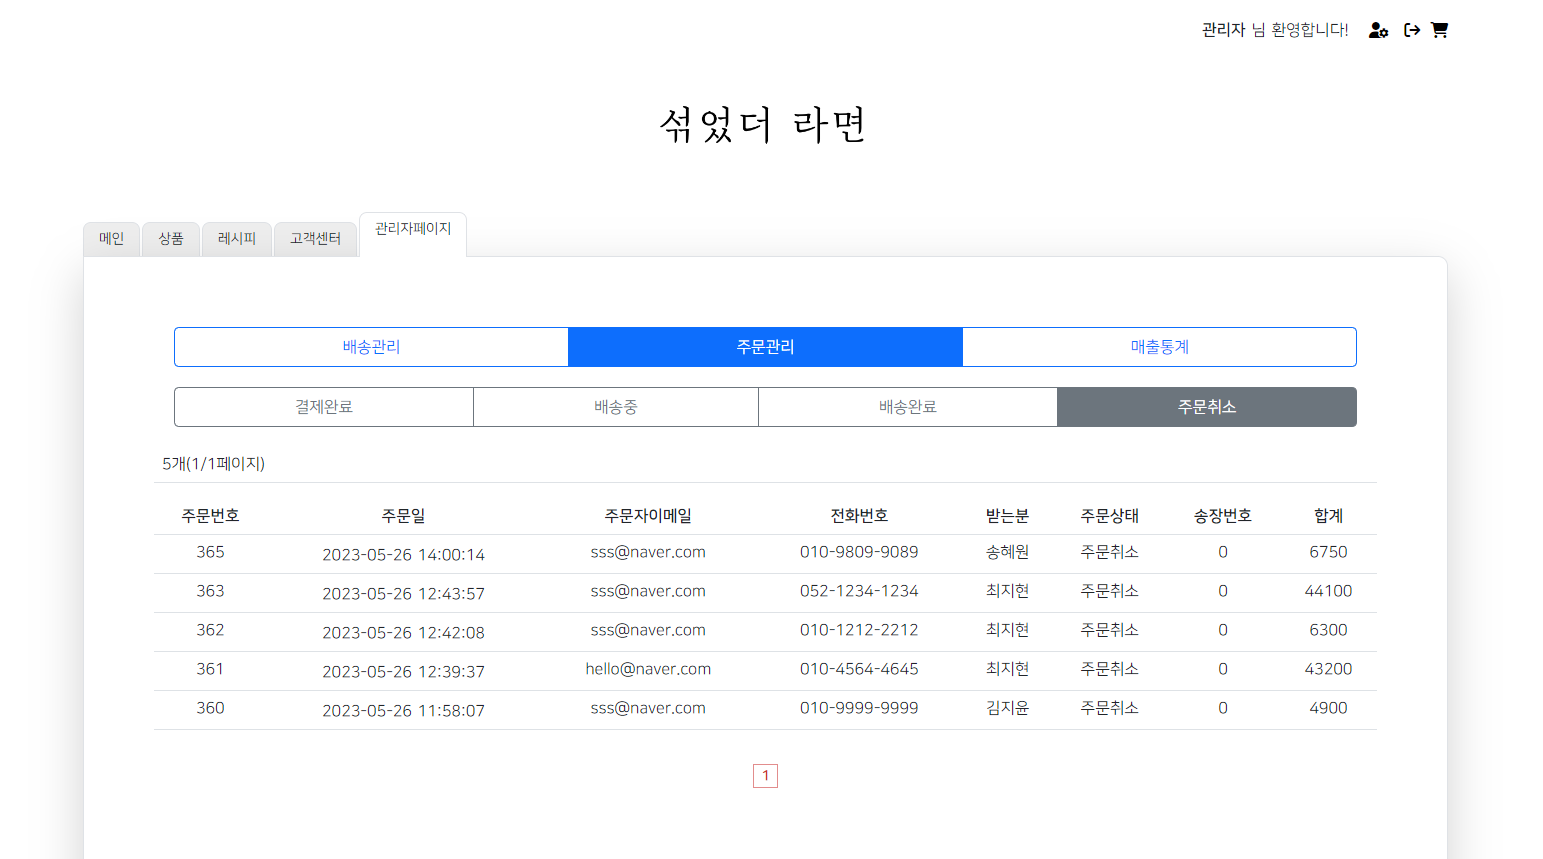 관리자 님 환영합니다!
섞었더 라면
메인 상품 레시피 고객센터 관리자페이지
배송관리 주문관리 매출통계
결제완료 배송중 배송완료 주문취소
5개(1/1페이지)
주문번호 주문일 주문자이메일 전화번호 받는분 주문상태 송장번호 합계
365 2023-05-26 14:00:14 sss@naver.com 010-9809-9089 송혜원 주문취소 0 6750
363 2023-05-26 12:43:57 sss@naver.com 052-1234-1234 최지현 주문취소 0 44100
362 2023-05-26 12:42:08 sss@naver.com 010-1212-2212 최지현 주문취소 0 6300
361 2023-05-26 12:39:37 hello@naver.com 010-4564-4645 최지현 주문취소 0 43200
360 2023-05-26 11:58:07 sss@naver.com 010-9999-9999 김지윤 주문취소 0 4900
1